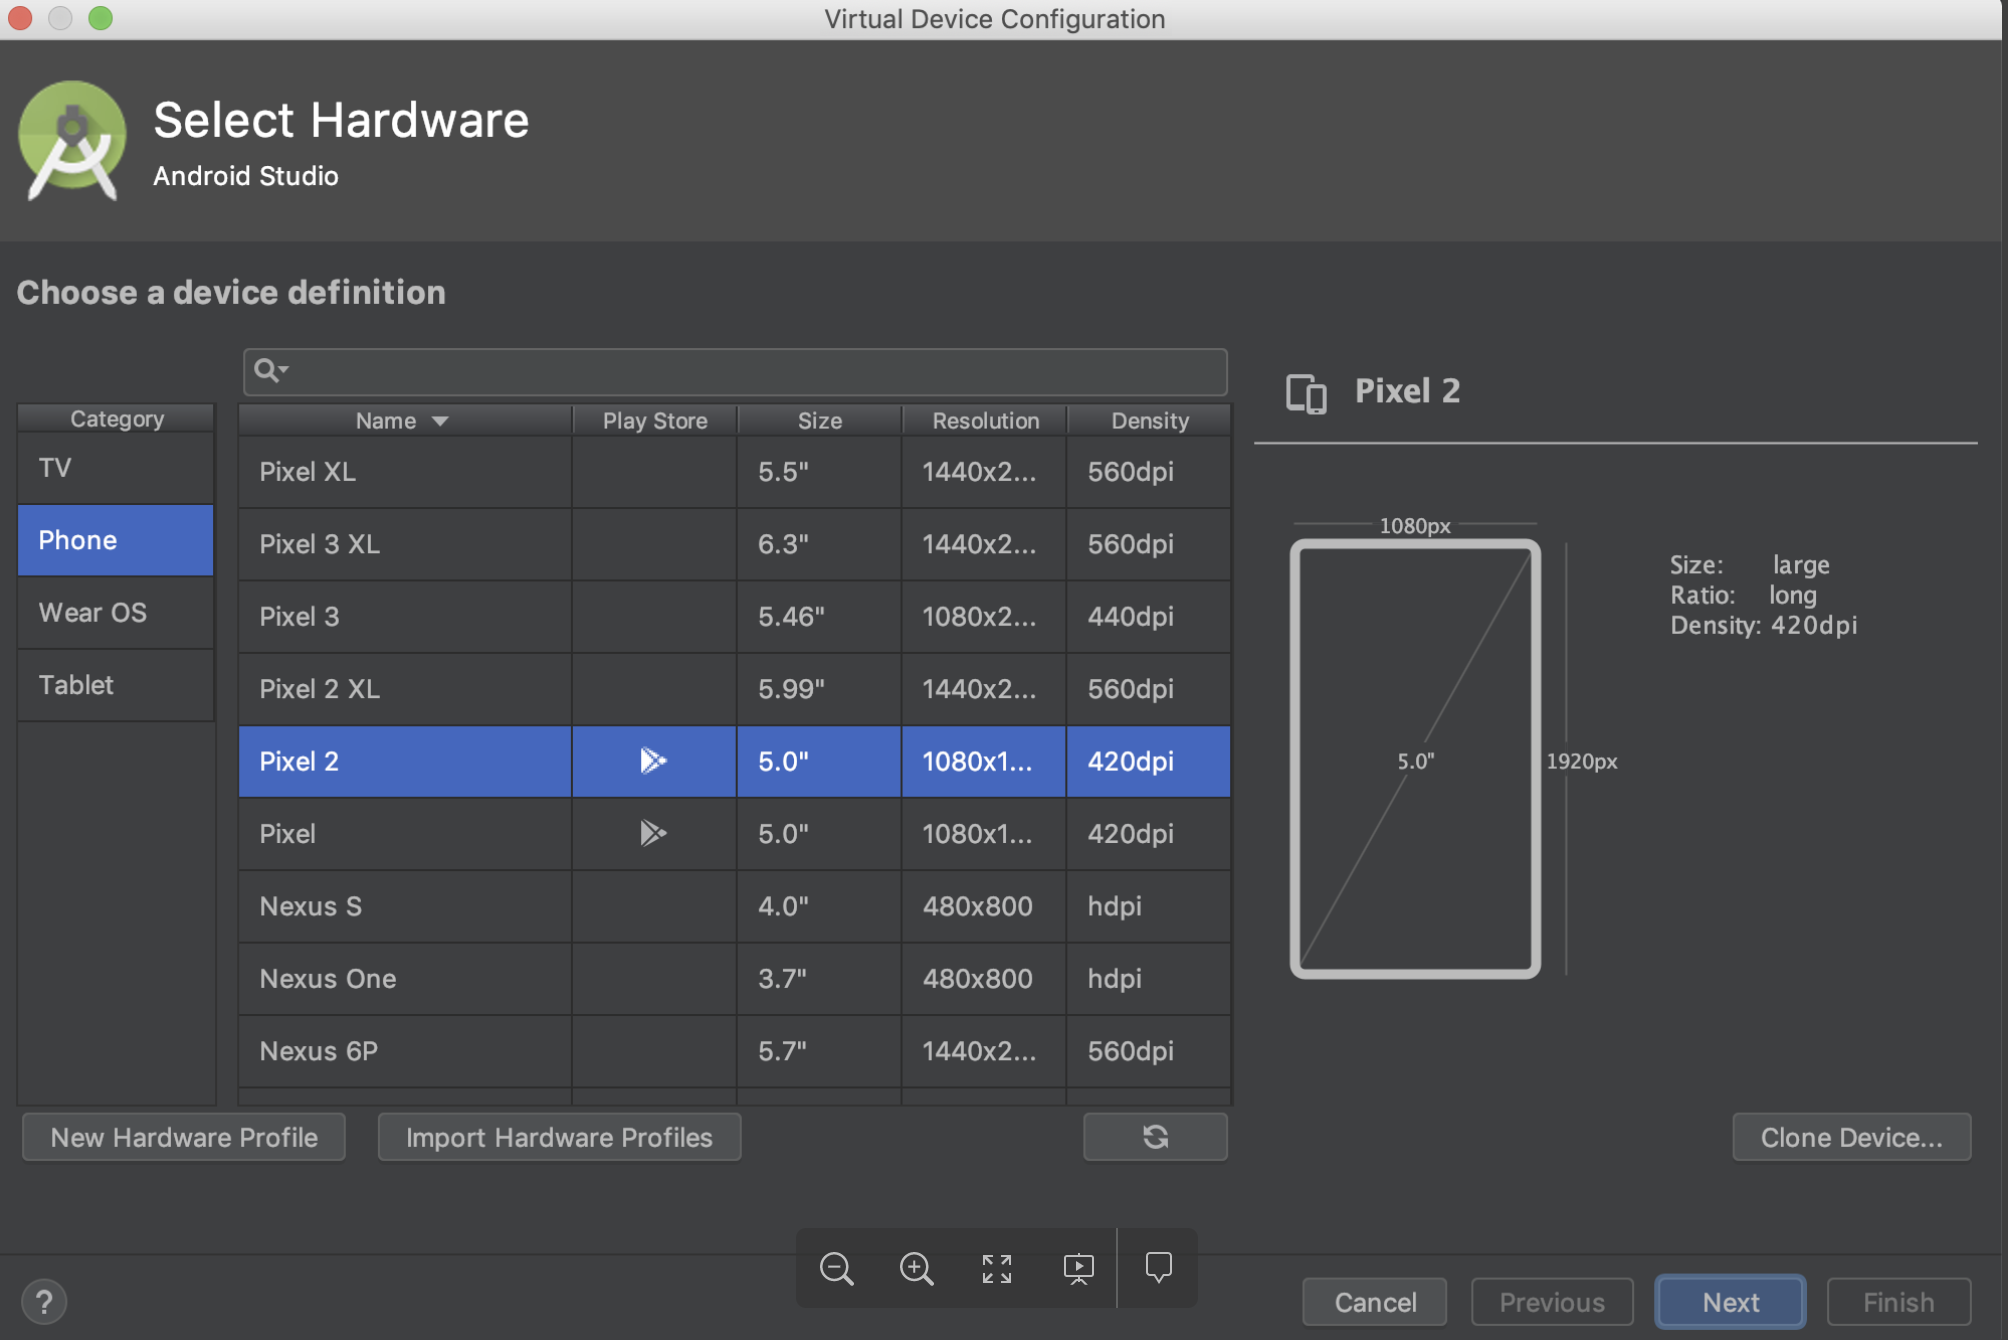 Virtual Device Configuration
Select Hardware
Android Studio
Choose a device definition
Category
TV
Phone
Wear OS
Tablet
Name Play Store Size Resolution Density
Pixel XL 5.5" 1440x2... 560dpi
Pixel 3 XL 6.3" 1440x2... 560dpi
Pixel 3 5.46" 1080x2... 440dpi
Pixel 2 XL 5.99" 1440x2... 560dpi
Pixel 2 5.0" 1080x1... 420dpi
Pixel 5.0" 1080x1... 420dpi
Nexus S 4.0" 480x800 hdpi
Nexus One 3.7" 480x800 hdpi
Nexus 6P 5.7" 1440x2... 560dpi
Pixel 2
1080px
5.0"
1920px
Size: large
Ratio: long
Density: 420dpi
New Hardware Profile
Import Hardware Profiles
Clone Device...
?
Cancel
Previous
Next
Finish